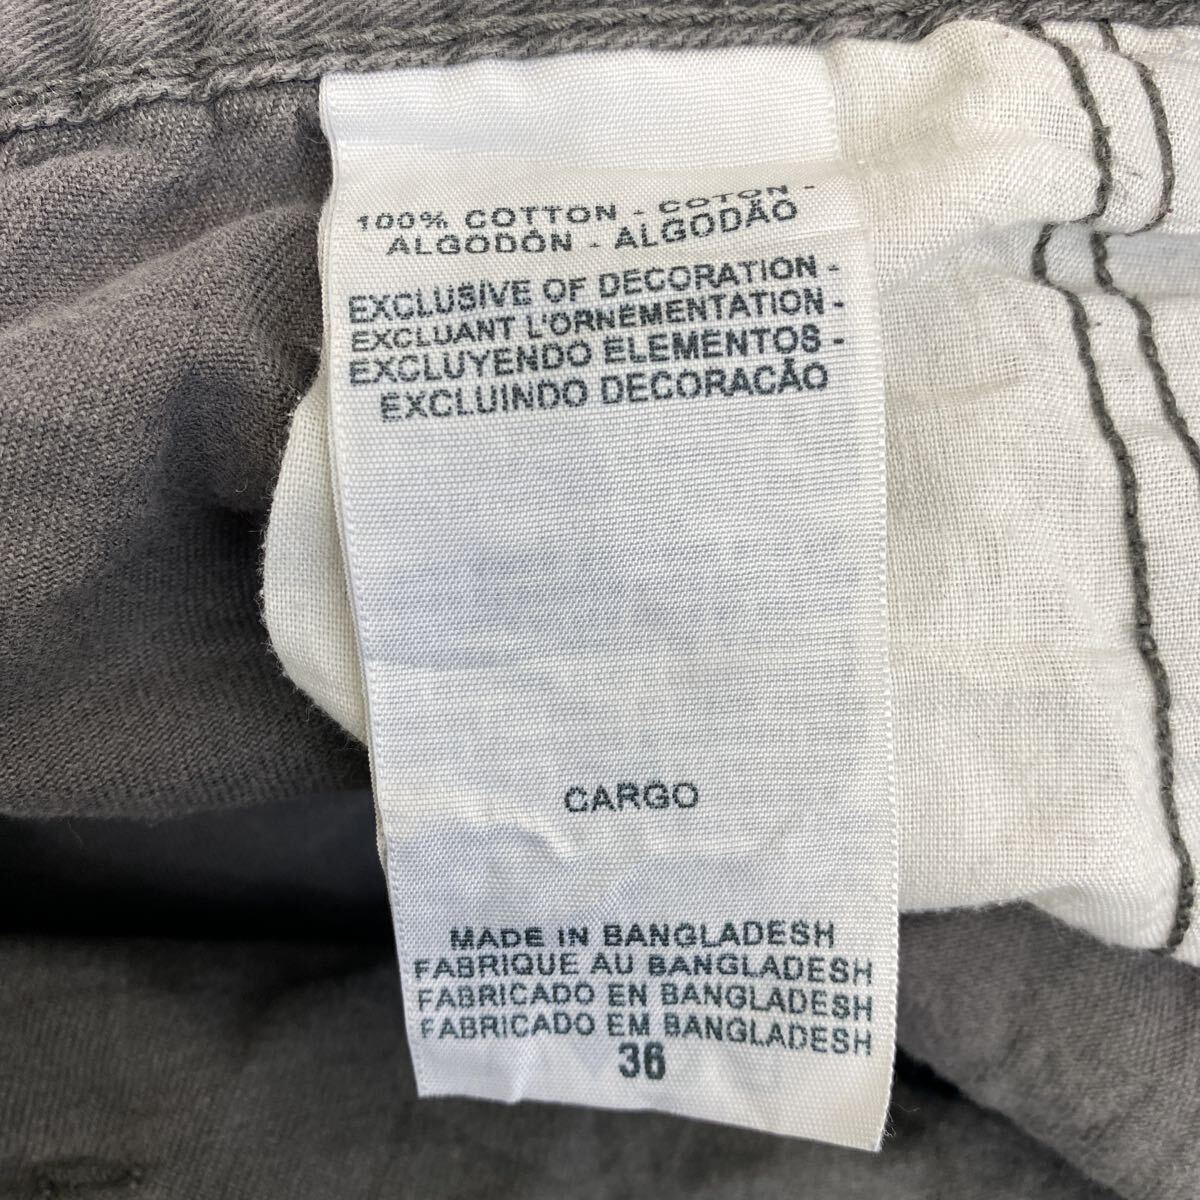 100% COTTON - COTON -
ALGODÓN - ALGODÃO
EXCLUSIVE OF DECORATION -
EXCLUANT L'ORNEMENTATION -
EXCLUYENDO ELEMENTOS -
EXCLUINDO DECORAÇÃO
CARGO
MADE IN BANGLADESH
FABRIQUE AU BANGLADESH
FABRICADO EN BANGLADESH
FABRICADO EM BANGLADESH
36